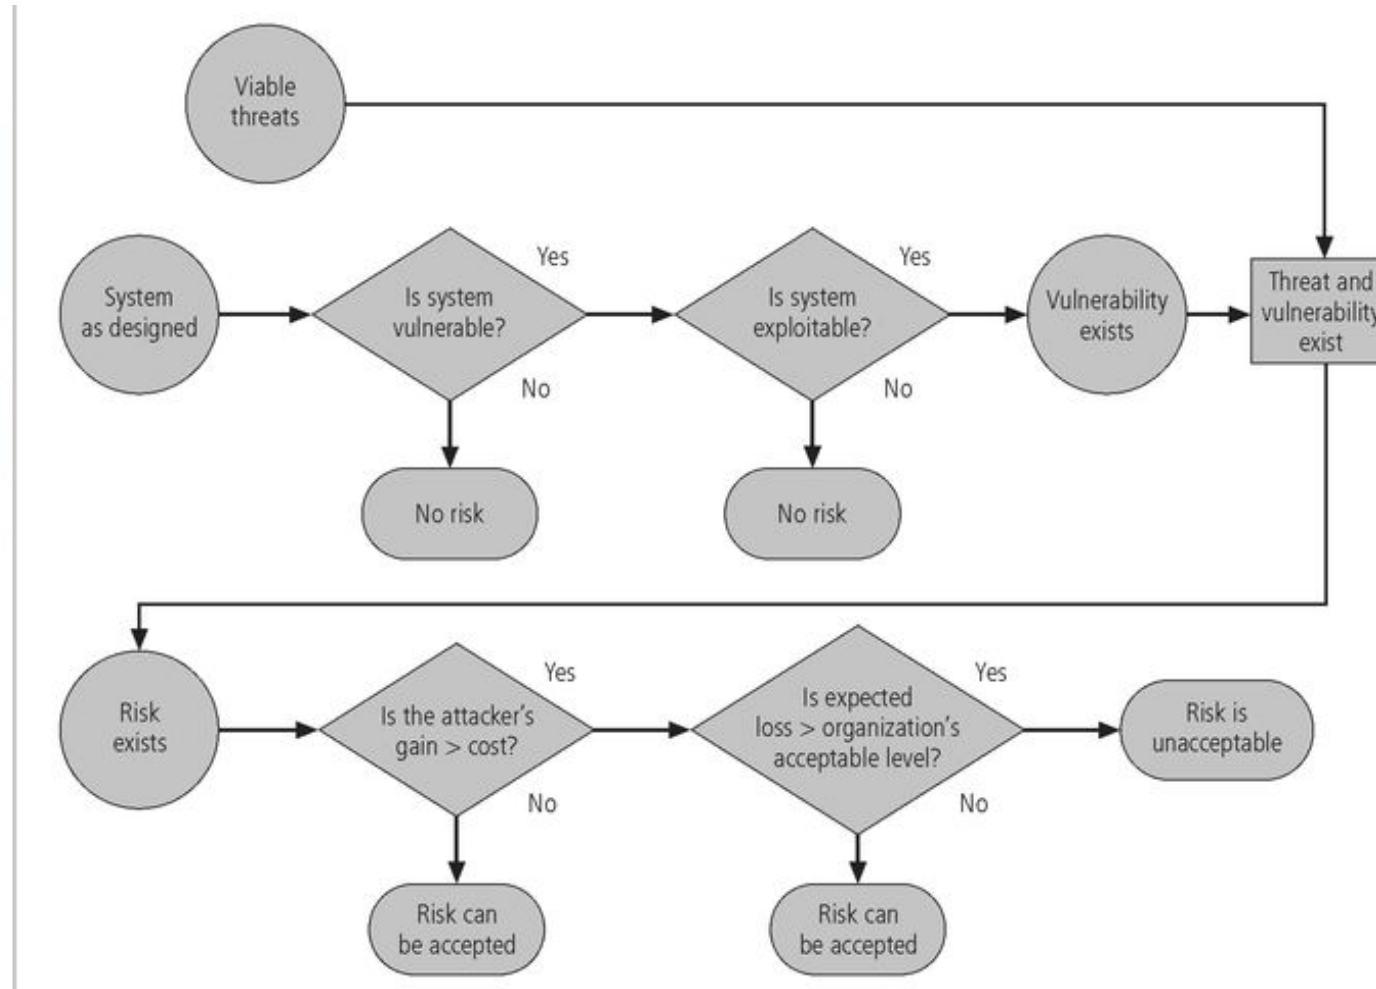 Viable
threats
System
as designed
Is system
vulnerable?
Yes
No
No risk
Is system
exploitable?
Yes
No
No risk
Vulnerability
exists
Threat and
vulnerability
exist
Risk
exists
Is the attacker's
gain > cost?
Yes
No
Risk can
be accepted
Is expected
loss > organization's
acceptable level?
Yes
No
Risk can
be accepted
Risk is
unacceptable